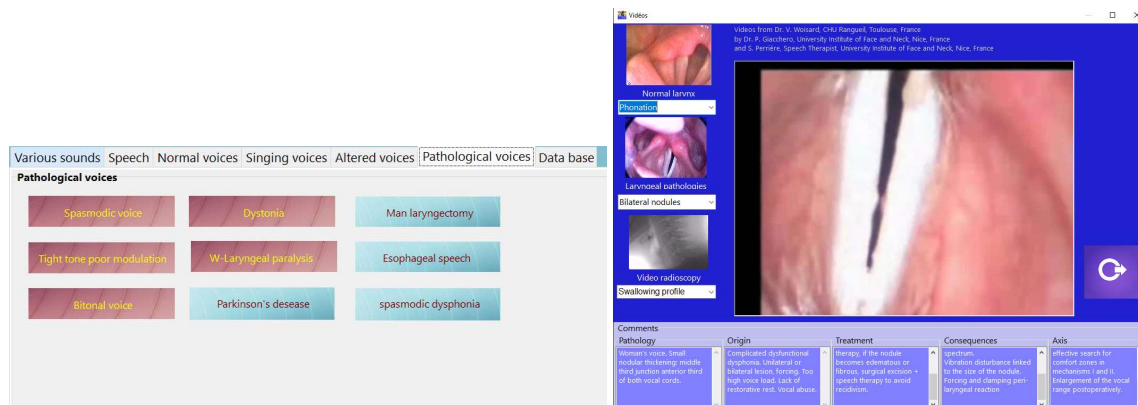 Various sounds Speech Normal voices Singing voices Altered voices Pathological voices Data base
Pathological voices
Spasmodic voice
Dystonia
Man laryngectomy
Tight tone poor modulation
W-Laryngeal paralysis
Esophageal speech
Bitonal voice
Parkinson's desease
spasmodic dysphonia
Vidéos
Videos from Dr. V. Woisard, CHU Rangueil, Toulouse, France
by Dr. P. Giacchero, University Institute of Face and Neck, Nice, France
and S. Perrière, Speech Therapist, University Institute of Face and Neck, Nice, France
Normal larynx
Phonation
Laryngeal pathologies
Bilateral nodules
Video radioscopy
Swallowing profile
Comments
Pathology
Woman's voice. Small
nodular thickening: middle
third junction anterior third
of both vocal cords.
Origin
Complicated dysfunctional
dysphonia. Unilateral or
bilateral lesion, forcing. Too
high voice load. Lack of
restorative rest. Vocal abuse.
Treatment
therapy, if the nodule
becomes edematous or
fibrous, surgical excision +
speech therapy to avoid
recidivism.
Consequences
spectrum.
Vibration disturbance linked
to the size of the nodule.
Forcing and clamping peri-
laryngeal reaction
Axis
effective search for
comfort zones in
mechanisms I and II.
Enlargement of the vocal
range postoperatively.